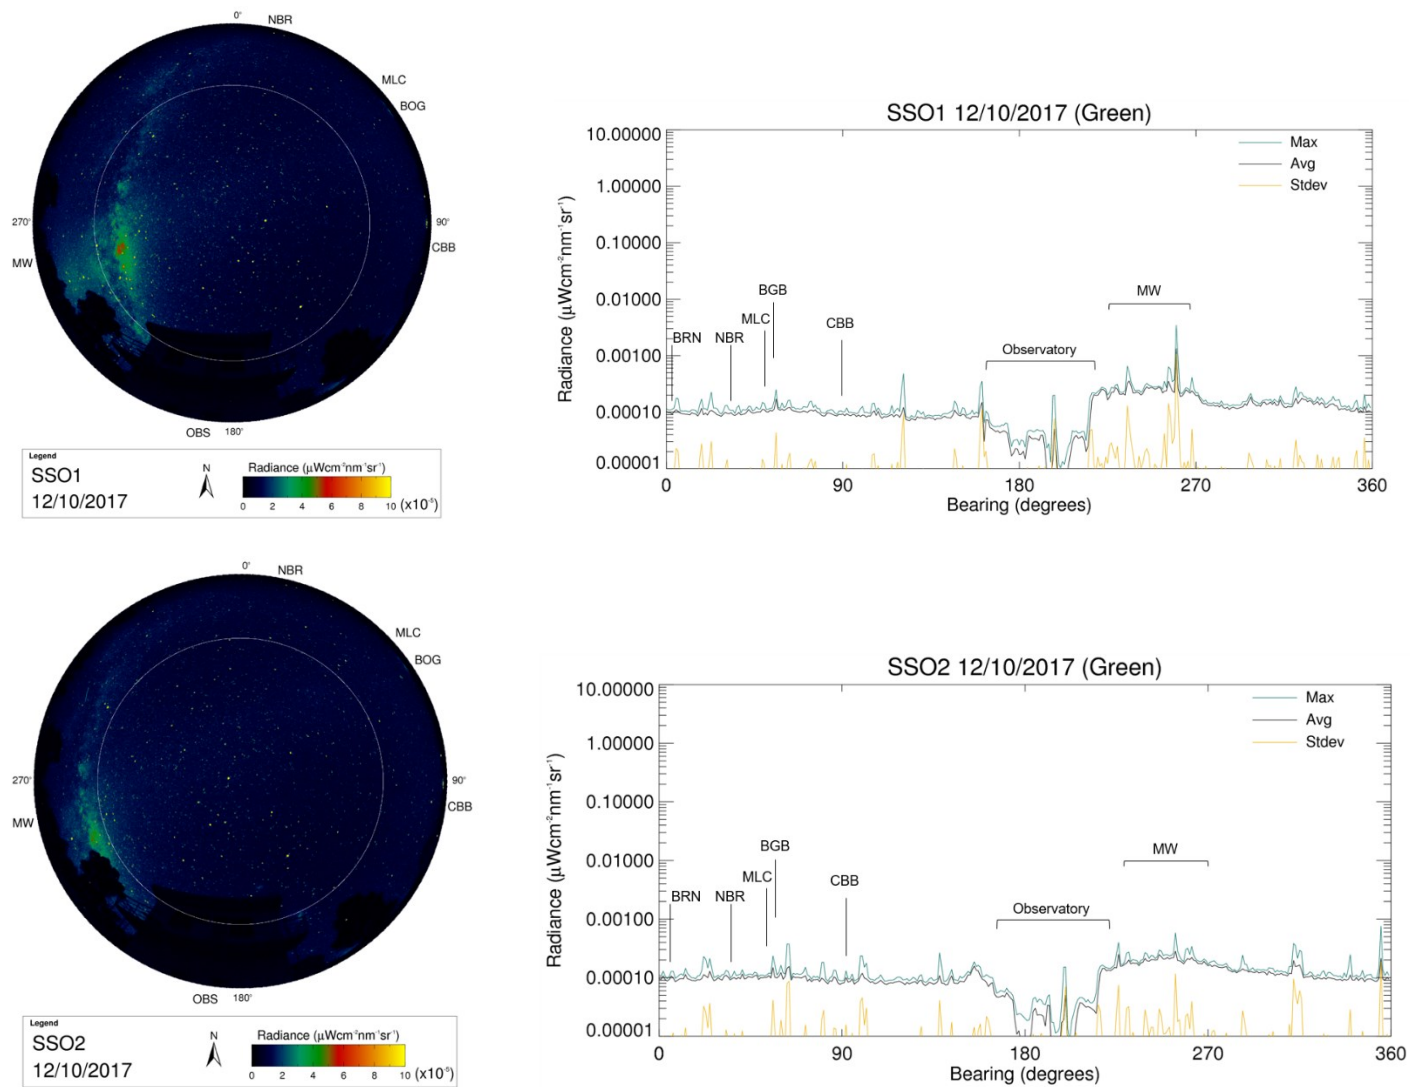 0°
NBR
MLC
BOG
270°
90°
CBB
MW
OBS 180°
Legend
SSO1
12/10/2017
N
Radiance (μWcm⁻²nm⁻¹sr⁻¹)
0 2 4 6 8 10 (x10⁻⁵)
SSO1 12/10/2017 (Green)
Radiance (μWcm⁻²nm⁻¹sr⁻¹)
10.00000
1.00000
0.10000
0.01000
0.00100
0.00010
0.00001
Max
Avg
Stdev
BRN
NBR
MLC
BGB
CBB
Observatory
MW
0 90 180 270 360
Bearing (degrees)
0°
NBR
MLC
BOG
270°
90°
CBB
MW
OBS 180°
Legend
SSO2
12/10/2017
N
Radiance (μWcm⁻²nm⁻¹sr⁻¹)
0 2 4 6 8 10 (x10⁻⁵)
SSO2 12/10/2017 (Green)
Radiance (μWcm⁻²nm⁻¹sr⁻¹)
10.00000
1.00000
0.10000
0.01000
0.00100
0.00010
0.00001
Max
Avg
Stdev
BRN
NBR
MLC
BGB
CBB
Observatory
MW
0 90 180 270 360
Bearing (degrees)